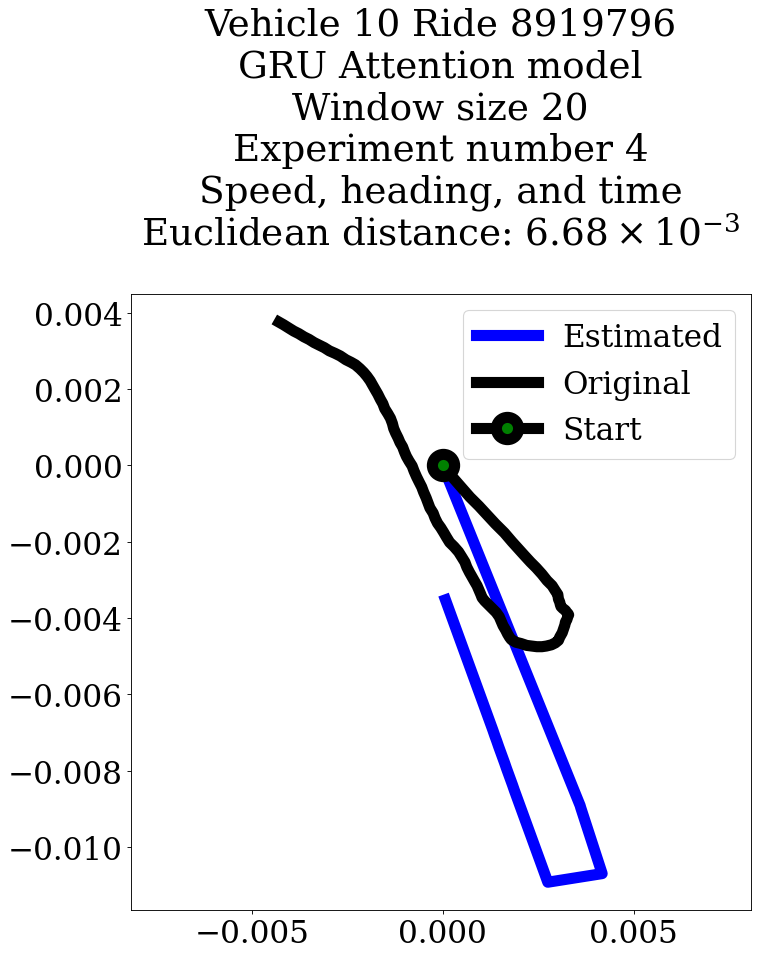 Vehicle 10 Ride 8919796
GRU Attention model
Window size 20
Experiment number 4
Speed, heading, and time
Euclidean distance: 6.68 × 10⁻³
0.004
0.002
0.000
−0.002
−0.004
−0.006
−0.008
−0.010
Estimated
Original
Start
−0.005
0.000
0.005